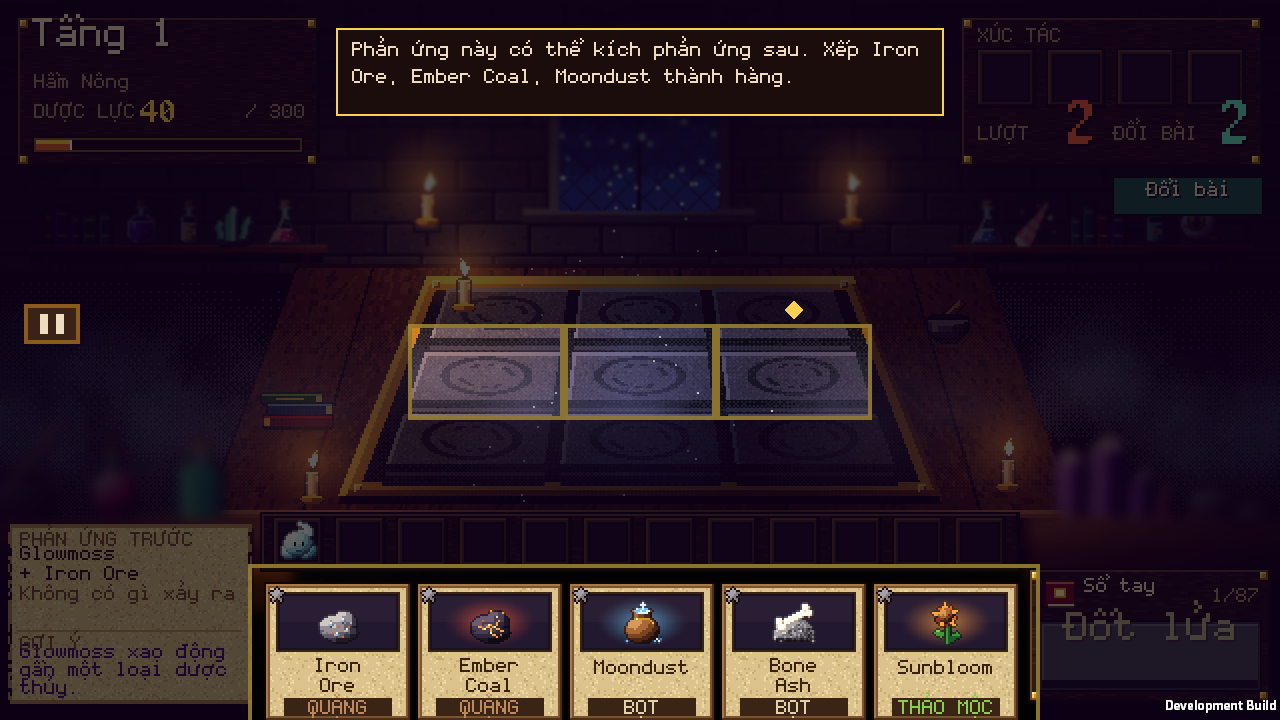 Tầng 1
Hầm Nông
DƯỢC LỰC 40 / 300
Phản ứng này có thể kích phản ứng sau. Xếp Iron
Ore, Ember Coal, Moondust thành hàng.
XÚC TÁC
LƯỢT 2 ĐỔI BÀI 2
Đổi bài
PHẢN ỨNG TRƯỚC
Glowmoss
+ Iron Ore
Không có gì xảy ra
GỢI Ý
Glowmoss xao động
gần một loại dược
thủy.
Iron
Ore
QUẶNG
Ember
Coal
QUẶNG
Moondust
BỘT
Bone
Ash
BỘT
Sunbloom
THẢO MỘC
Sổ tay
1/87
Đốt lửa
Development Build